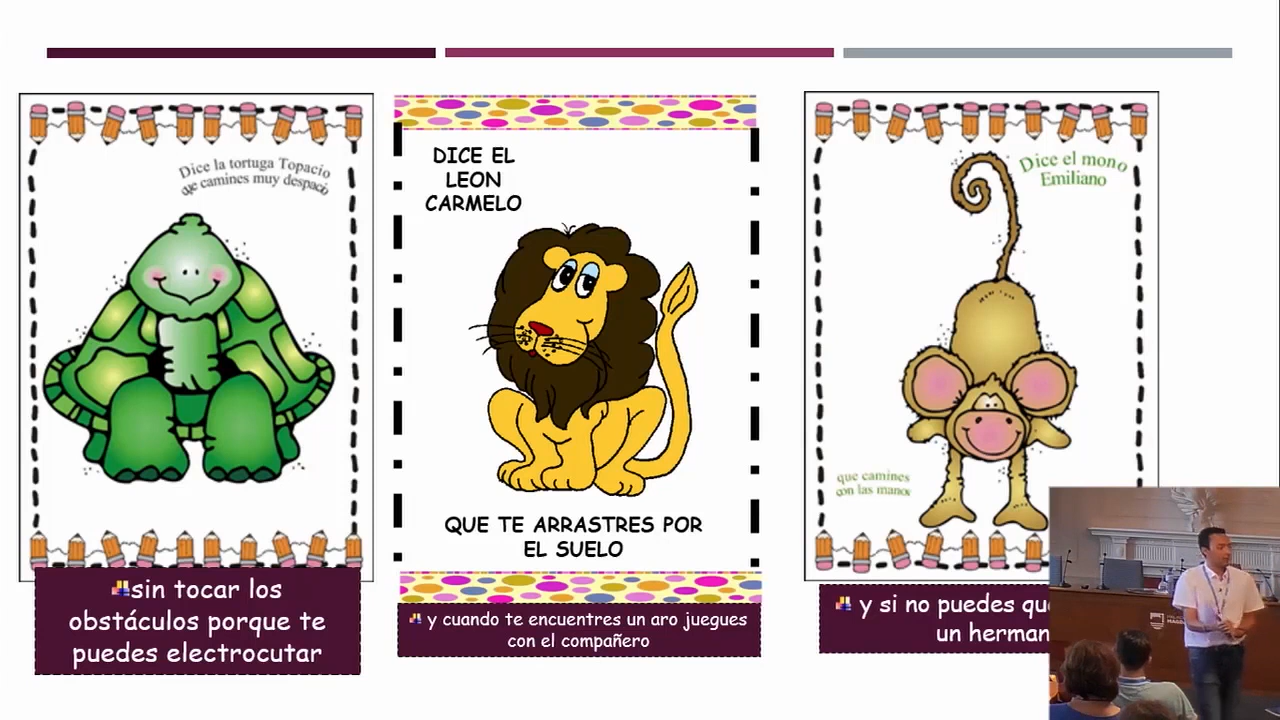 Dice la tortuga Topacio
que camines muy despacio
sin tocar los
obstáculos porque te
puedes electrocutar
DICE EL
LEON
CARMELO
QUE TE ARRASTRES POR
EL SUELO
y cuando te encuentres un aro juegues
con el compañero
Dice el mono
Emiliano
que camines
con las manos
y si no puedes
un